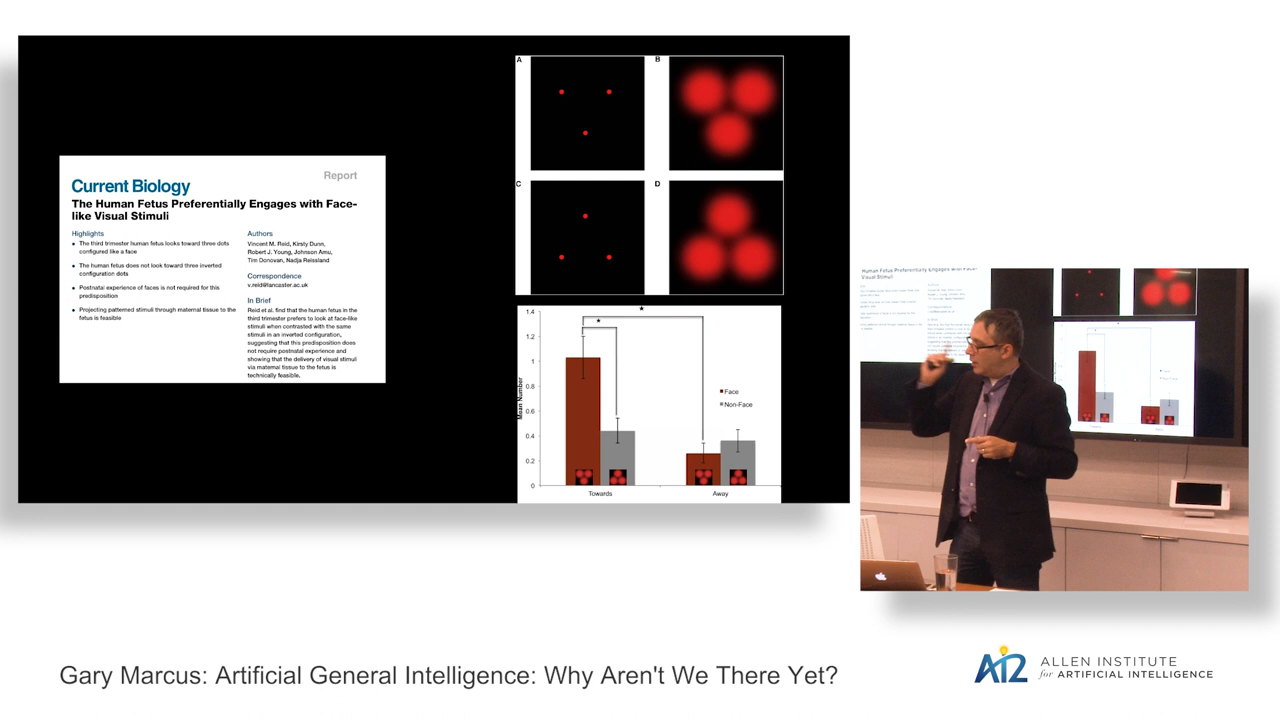 Report
Current Biology
The Human Fetus Preferentially Engages with Face-
like Visual Stimuli
Highlights
• The third trimester human fetus looks toward three dots
configured like a face
• The human fetus does not look toward three inverted
configuration dots
• Postnatal experience of faces is not required for this
predisposition
• Projecting patterned stimuli through maternal tissue to the
fetus is feasible
Authors
Vincent M. Reid, Kirsty Dunn,
Robert J. Young, Johnson Amu,
Tim Donovan, Nadja Reissland
Correspondence
v.reid@lancaster.ac.uk
In Brief
Reid et al. find that the human fetus in the
third trimester prefers to look at face-like
stimuli when contrasted with the same
stimuli in an inverted configuration,
suggesting that this predisposition does
not require postnatal experience and
showing that the delivery of visual stimuli
via maternal tissue to the fetus is
technically feasible.
A
B
C
D
Mean Number
1.4
1.2
1
0.8
0.6
0.4
0.2
0
Face
Non-Face
Towards
Away
Human Fetus Preferentially Engages with Face-
Visual Stimuli
Gary Marcus: Artificial General Intelligence: Why Aren't We There Yet?
AI2
ALLEN INSTITUTE
for ARTIFICIAL INTELLIGENCE